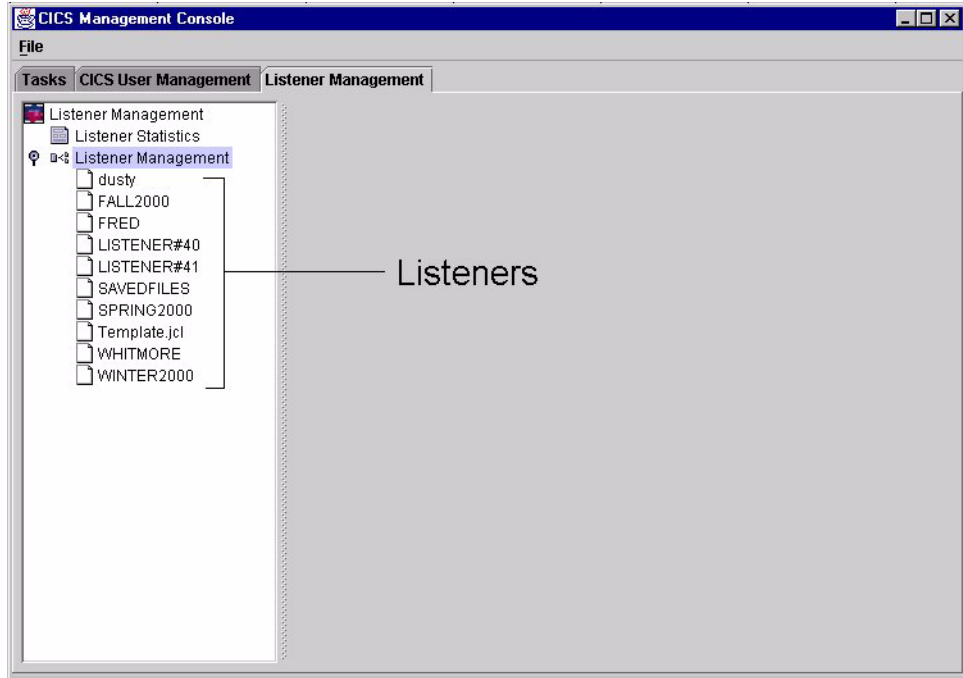 CICS Management Console
File
Tasks CICS User Management Listener Management
Listener Management
Listener Statistics
Listener Management
dusty
FALL2000
FRED
LISTENER#40
LISTENER#41
Listeners
SAVEDFILES
SPRING2000
Template.jcl
WHITMORE
WINTER2000